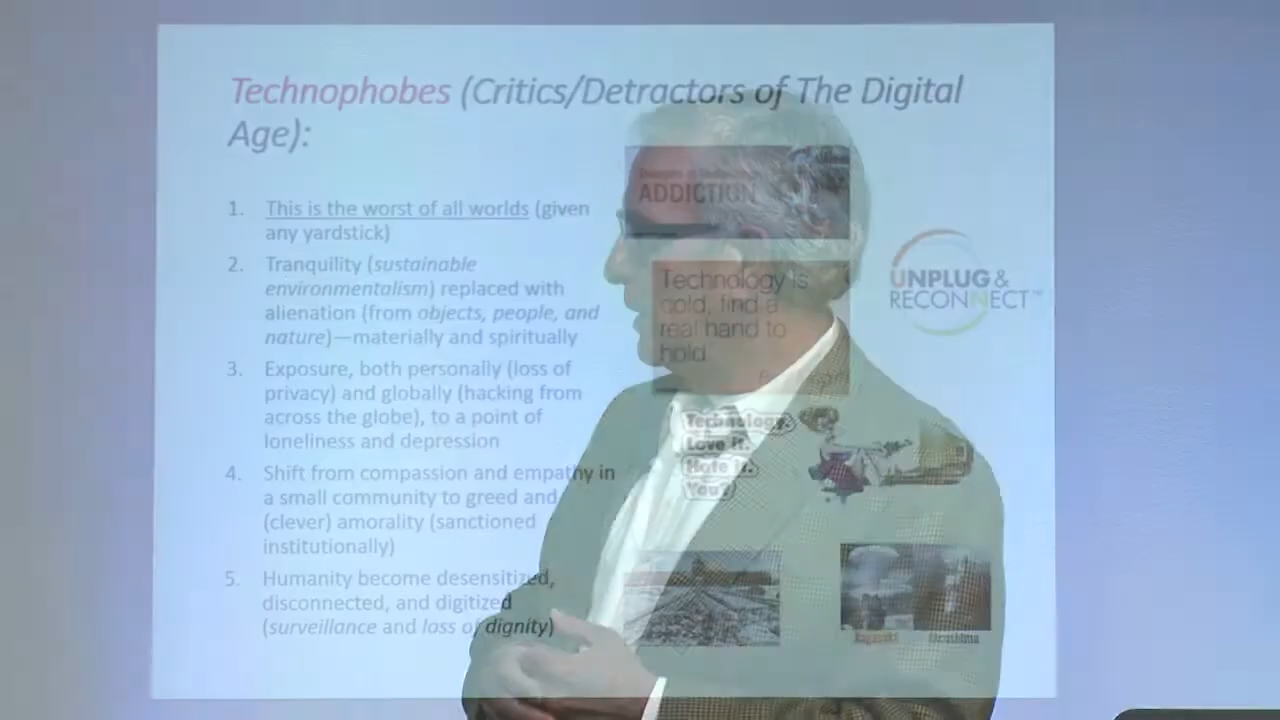 Technophobes (Critics/Detractors of The Digital
Age):
1. This is the worst of all worlds (given
any yardstick)
2. Tranquility (sustainable
environmentalism) replaced with
alienation (from objects, people, and
nature)—materially and spiritually
3. Exposure, both personally (loss of
privacy) and globally (hacking from
across the globe), to a point of
loneliness and depression
4. Shift from compassion and empathy in
a small community to greed and
(clever) amorality (sanctioned
institutionally)
5. Humanity become desensitized,
disconnected, and digitized
(surveillance and loss of dignity)
ADDICTION
Technology is
cold, find a
real hand to
hold
UNPLUG &
RECONNECT™
Technology.
Love it.
Hate it.
You?
Nagasaki Hiroshima